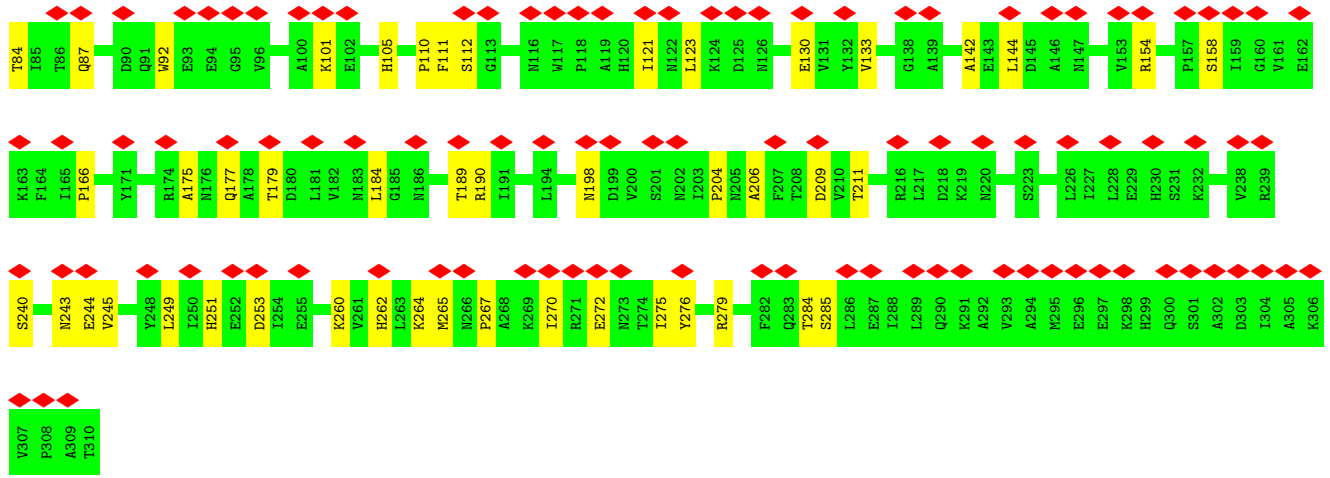 T84 I85 T86 Q87 D90 Q91 W92 E93 E94 G95 V96 A100 K101 E102 H105 P110 F111 S112 G113 N116 W117 P118 A119 H120 I121 N122 L123 K124 D125 N126 E130 V131 Y132 V133 G138 A139 A142 E143 L144 D145 A146 N147 V153 R154 P157 S158 I159 G160 V161 E162
K163 F164 I165 P166 Y171 R174 A175 N176 Q177 A178 T179 D180 L181 V182 N183 L184 G185 N186 T189 R190 I191 L194 N198 D199 V200 S201 N202 I203 P204 N205 A206 F207 T208 D209 V210 T211 R216 L217 D218 K219 N220 S223 L226 I227 L228 E229 H230 S231 K232 V238 R239
S240 N243 E244 V245 Y248 L249 I250 H251 E252 D253 I254 E255 K260 V261 H262 L263 K264 M265 N266 P267 A268 K269 I270 R271 E272 N273 T274 I275 Y276 R279 F282 Q283 T284 S285 L286 E287 I288 L289 Q290 K291 A292 V293 A294 M295 E296 E297 K298 H299 Q300 S301 A302 D303 I304 A305 K306
V307 P308 A309 T310